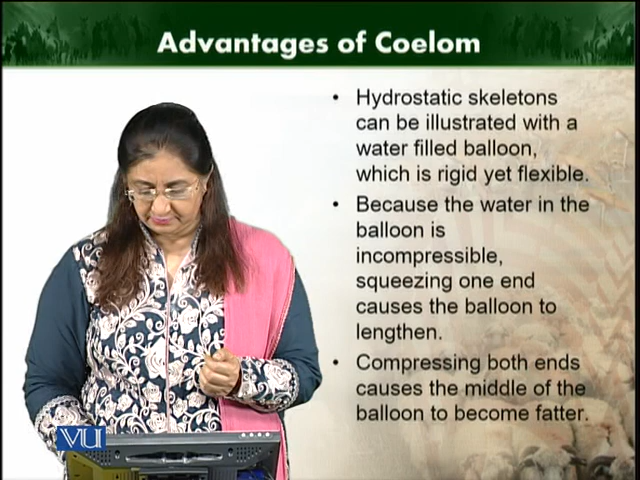 Advantages of Coelom
• Hydrostatic skeletons
can be illustrated with a
water filled balloon,
which is rigid yet flexible.
• Because the water in the
balloon is
incompressible,
squeezing one end
causes the balloon to
lengthen.
• Compressing both ends
causes the middle of the
balloon to become fatter.
VU